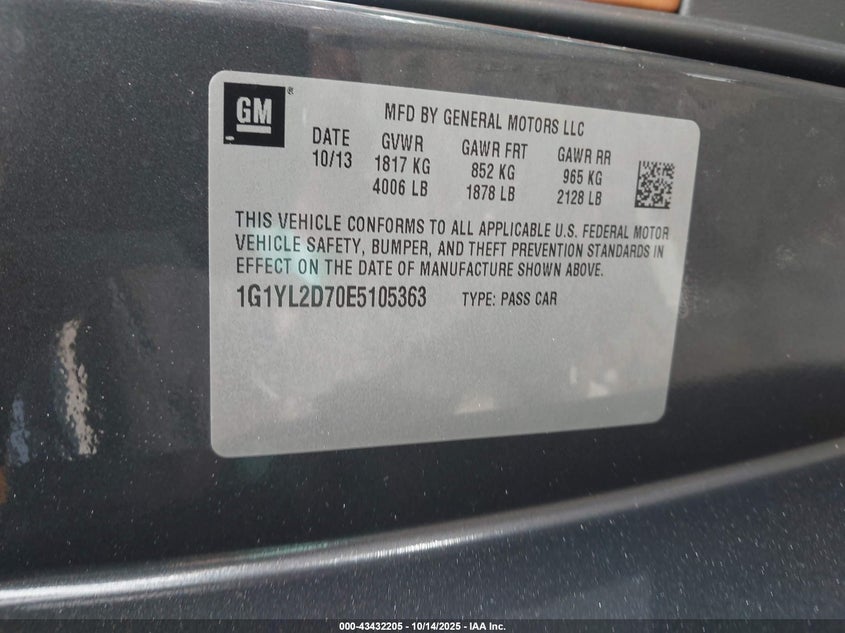 GM ®
MFD BY GENERAL MOTORS LLC
DATE GVWR GAWR FRT GAWR RR
10/13 1817 KG 852 KG 965 KG
4006 LB 1878 LB 2128 LB
THIS VEHICLE CONFORMS TO ALL APPLICABLE U.S. FEDERAL MOTOR
VEHICLE SAFETY, BUMPER, AND THEFT PREVENTION STANDARDS IN
EFFECT ON THE DATE OF MANUFACTURE SHOWN ABOVE.
1G1YL2D70E5105363 TYPE: PASS CAR
000-43432205 - 10/14/2025 - IAA Inc.